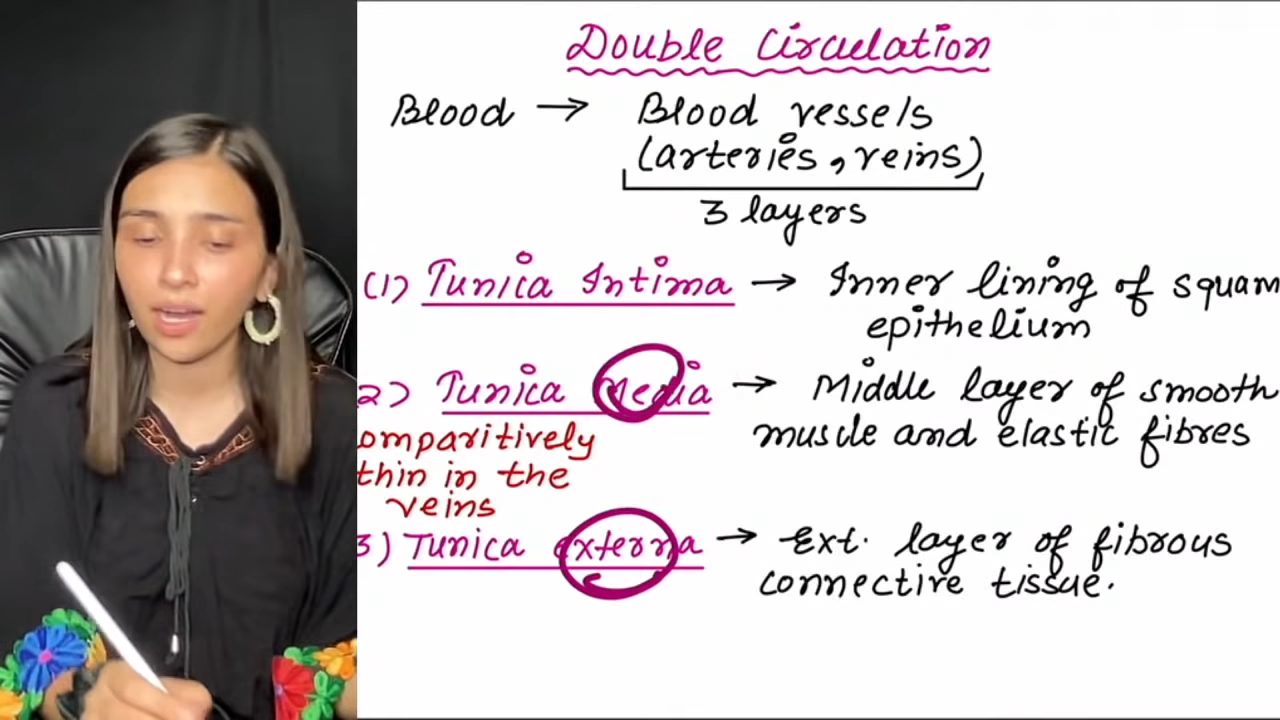 Double Circulation
Blood → Blood vessels
(arteries, veins)
3 layers
(1) Tunica Intima → Inner lining of squam
epithelium
2) Tunica Media → Middle layer of smooth
muscle and elastic fibres
omparitively
thin in the
veins
3) Tunica externa → Ext. layer of fibrous
connective tissue.